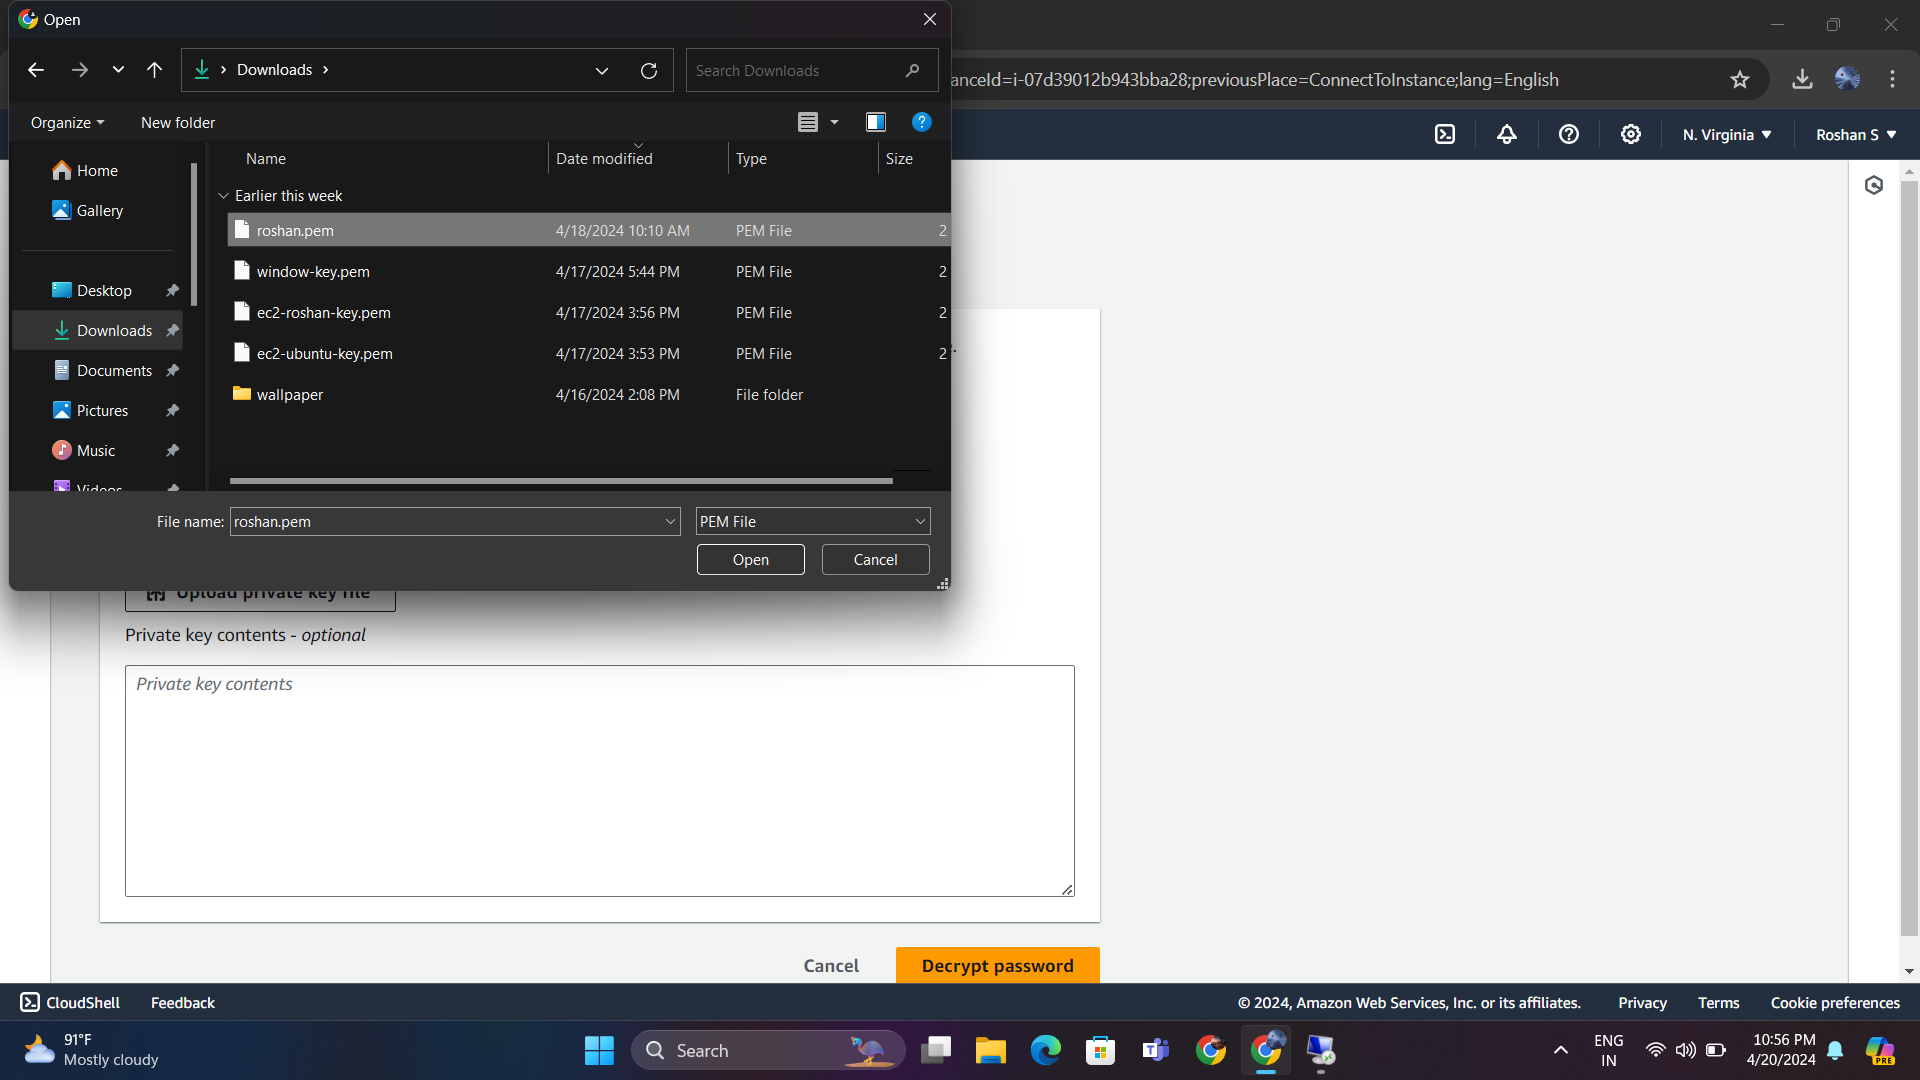 Open
anceId=i-07d39012b943bba28;previousPlace=ConnectToInstance;lang=English
Downloads
Search Downloads
Organize
New folder
N. Virginia
Roshan S
Name
Date modified
Type
Size
Home
Gallery
Desktop
Downloads
Documents
Pictures
Music
Videos
Earlier this week
roshan.pem 4/18/2024 10:10 AM PEM File 2
window-key.pem 4/17/2024 5:44 PM PEM File 2
ec2-roshan-key.pem 4/17/2024 3:56 PM PEM File 2
ec2-ubuntu-key.pem 4/17/2024 3:53 PM PEM File 2
wallpaper 4/16/2024 2:08 PM File folder
File name: roshan.pem PEM File
Open Cancel
Upload private key file
Private key contents - optional
Private key contents
Cancel Decrypt password
CloudShell Feedback © 2024, Amazon Web Services, Inc. or its affiliates. Privacy Terms Cookie preferences
91°F
Mostly cloudy
Search
ENG
IN
10:56 PM
4/20/2024
PRE